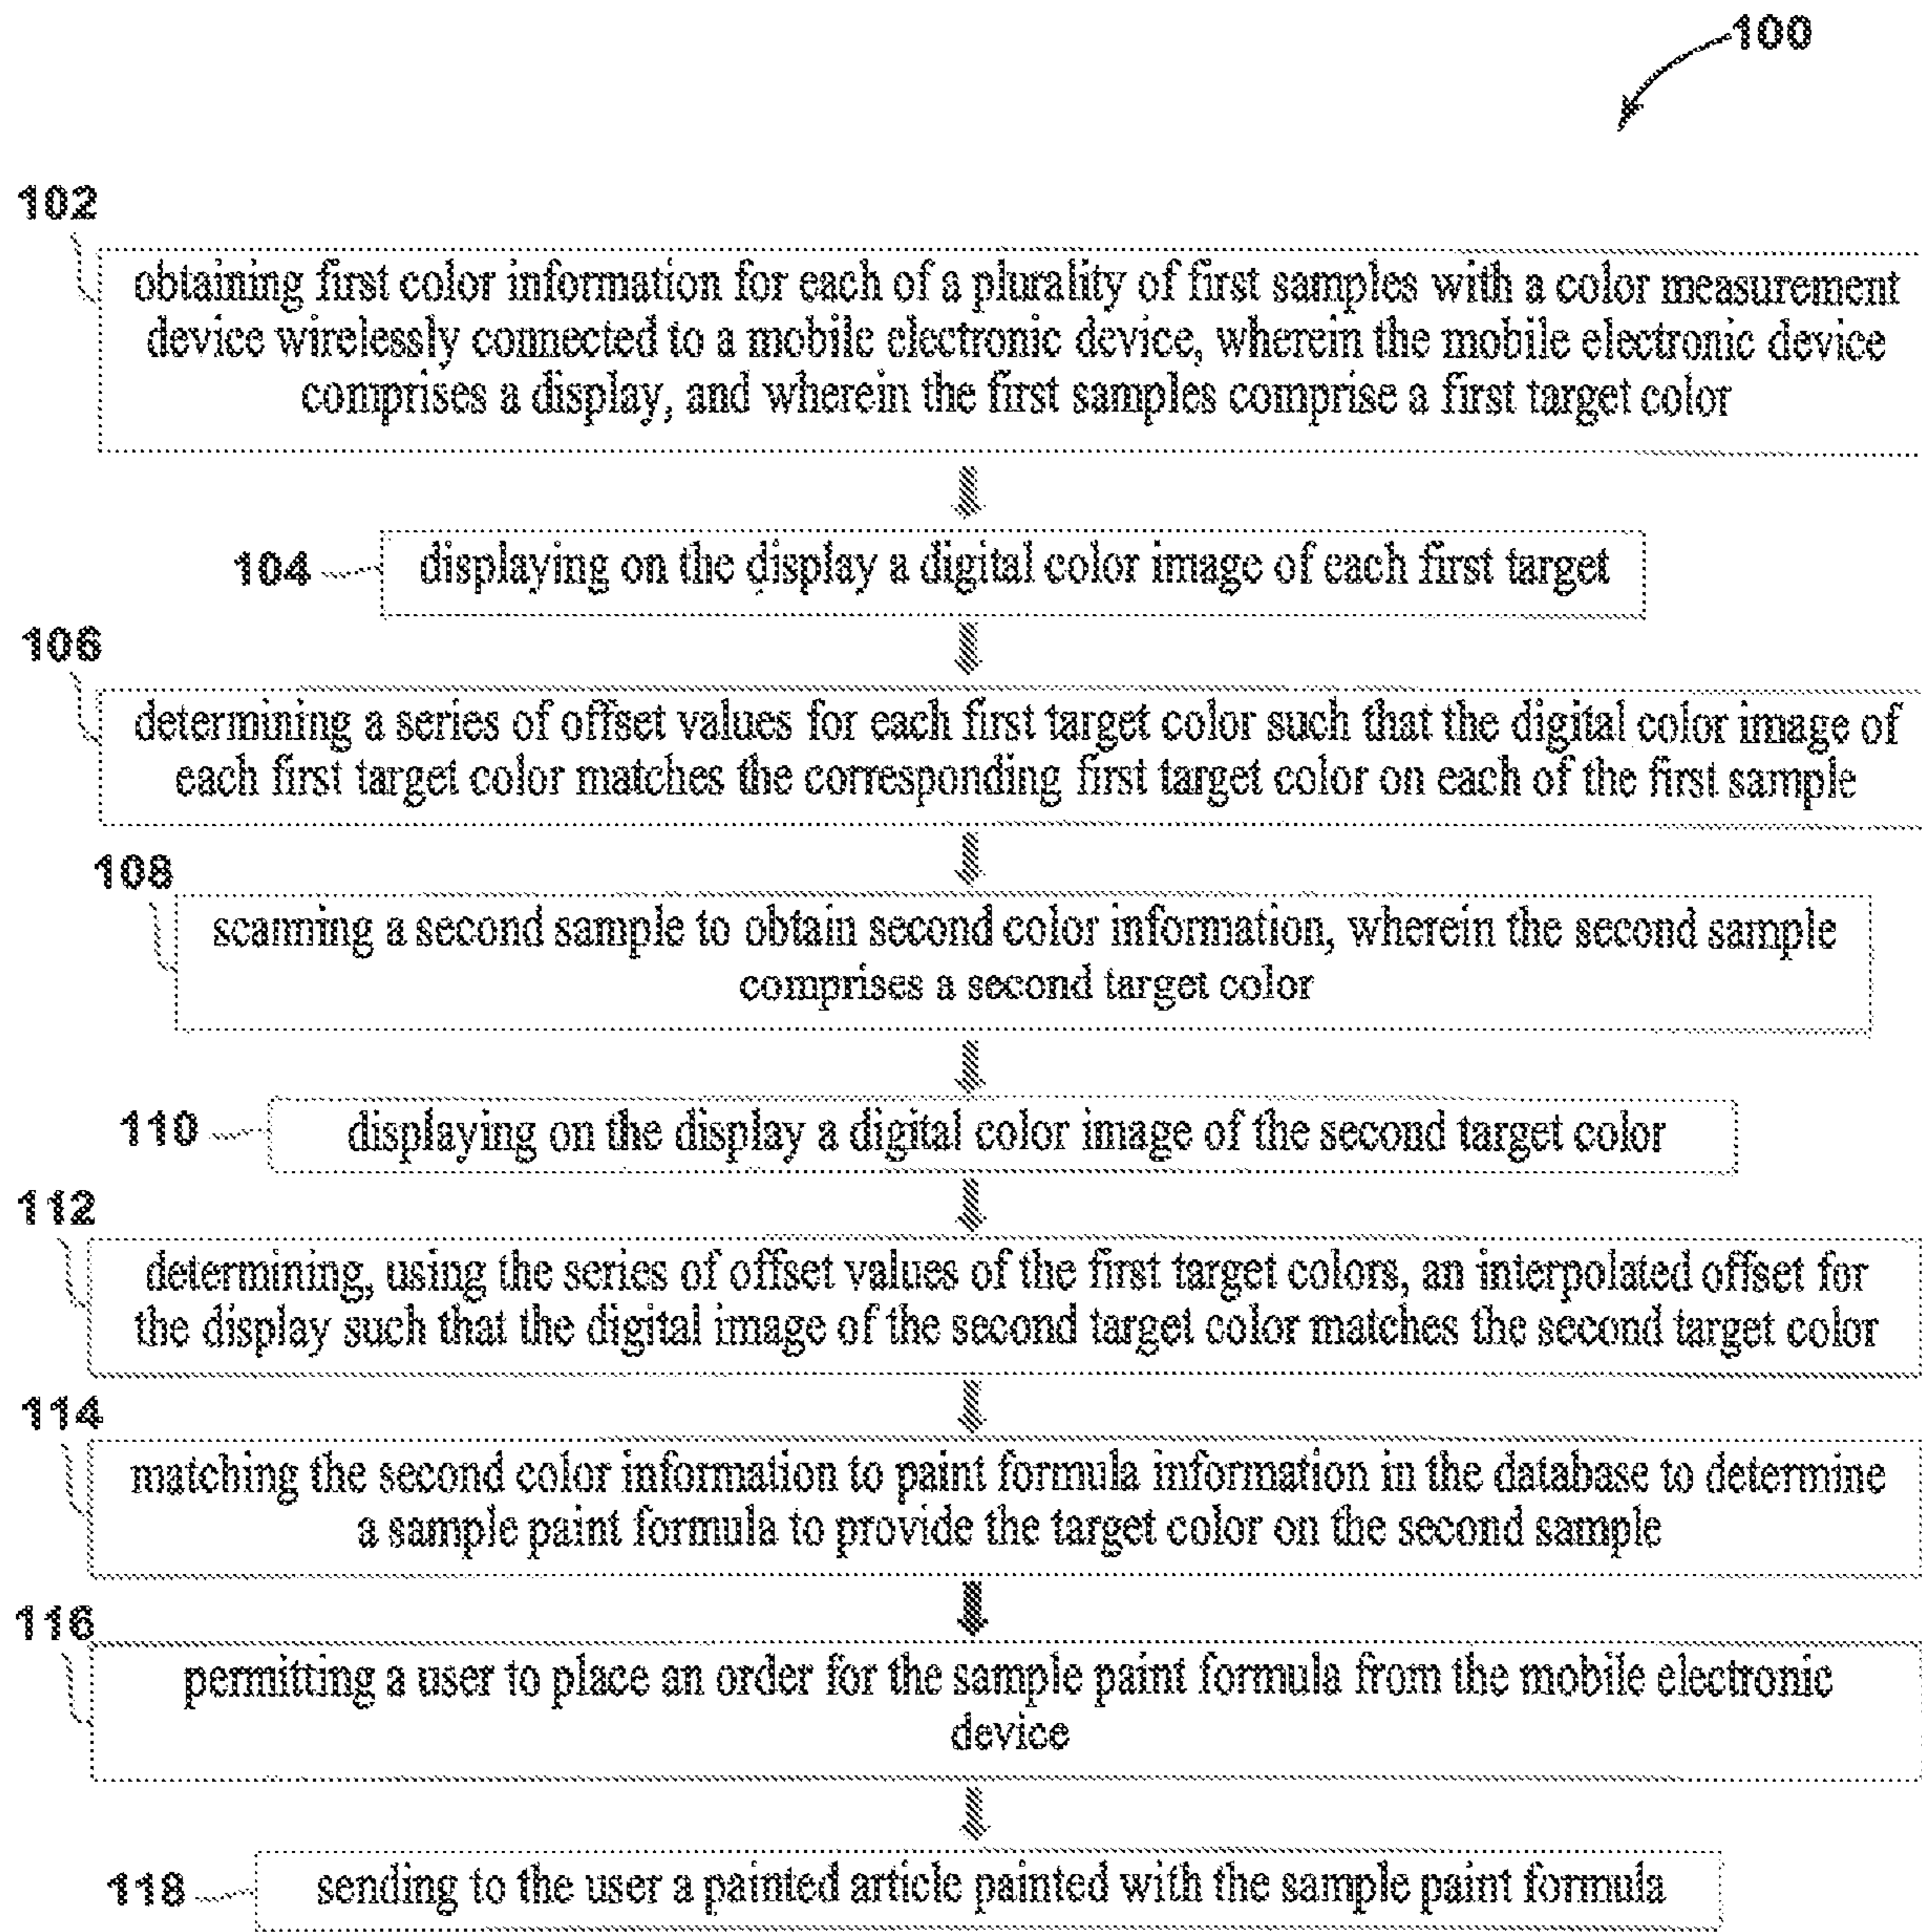 100
102
obtaining first color information for each of a plurality of first samples with a color measurement
device wirelessly connected to a mobile electronic device, wherein the mobile electronic device
comprises a display, and wherein the first samples comprise a first target color
104
displaying on the display a digital color image of each first target
106
determining a series of offset values for each first target color such that the digital color image of
each first target color matches the corresponding first target color on each of the first sample
108
scanning a second sample to obtain second color information, wherein the second sample
comprises a second target color
110
displaying on the display a digital color image of the second target color
112
determining, using the series of offset values of the first target colors, an interpolated offset for
the display such that the digital image of the second target color matches the second target color
114
matching the second color information to paint formula information in the database to determine
a sample paint formula to provide the target color on the second sample
116
permitting a user to place an order for the sample paint formula from the mobile electronic
device
118
sending to the user a painted article painted with the sample paint formula